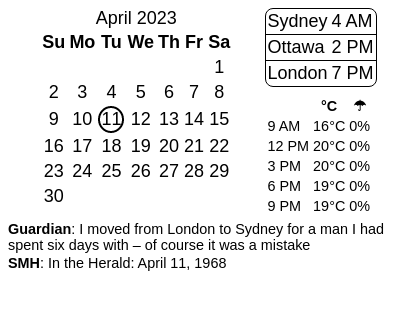 April 2023
Su Mo Tu We Th Fr Sa
1
2 3 4 5 6 7 8
9 10 11 12 13 14 15
16 17 18 19 20 21 22
23 24 25 26 27 28 29
30
Sydney 4 AM
Ottawa 2 PM
London 7 PM
°C ☂
9 AM 16°C 0%
12 PM 20°C 0%
3 PM 20°C 0%
6 PM 19°C 0%
9 PM 19°C 0%
Guardian: I moved from London to Sydney for a man I had
spent six days with – of course it was a mistake
SMH: In the Herald: April 11, 1968